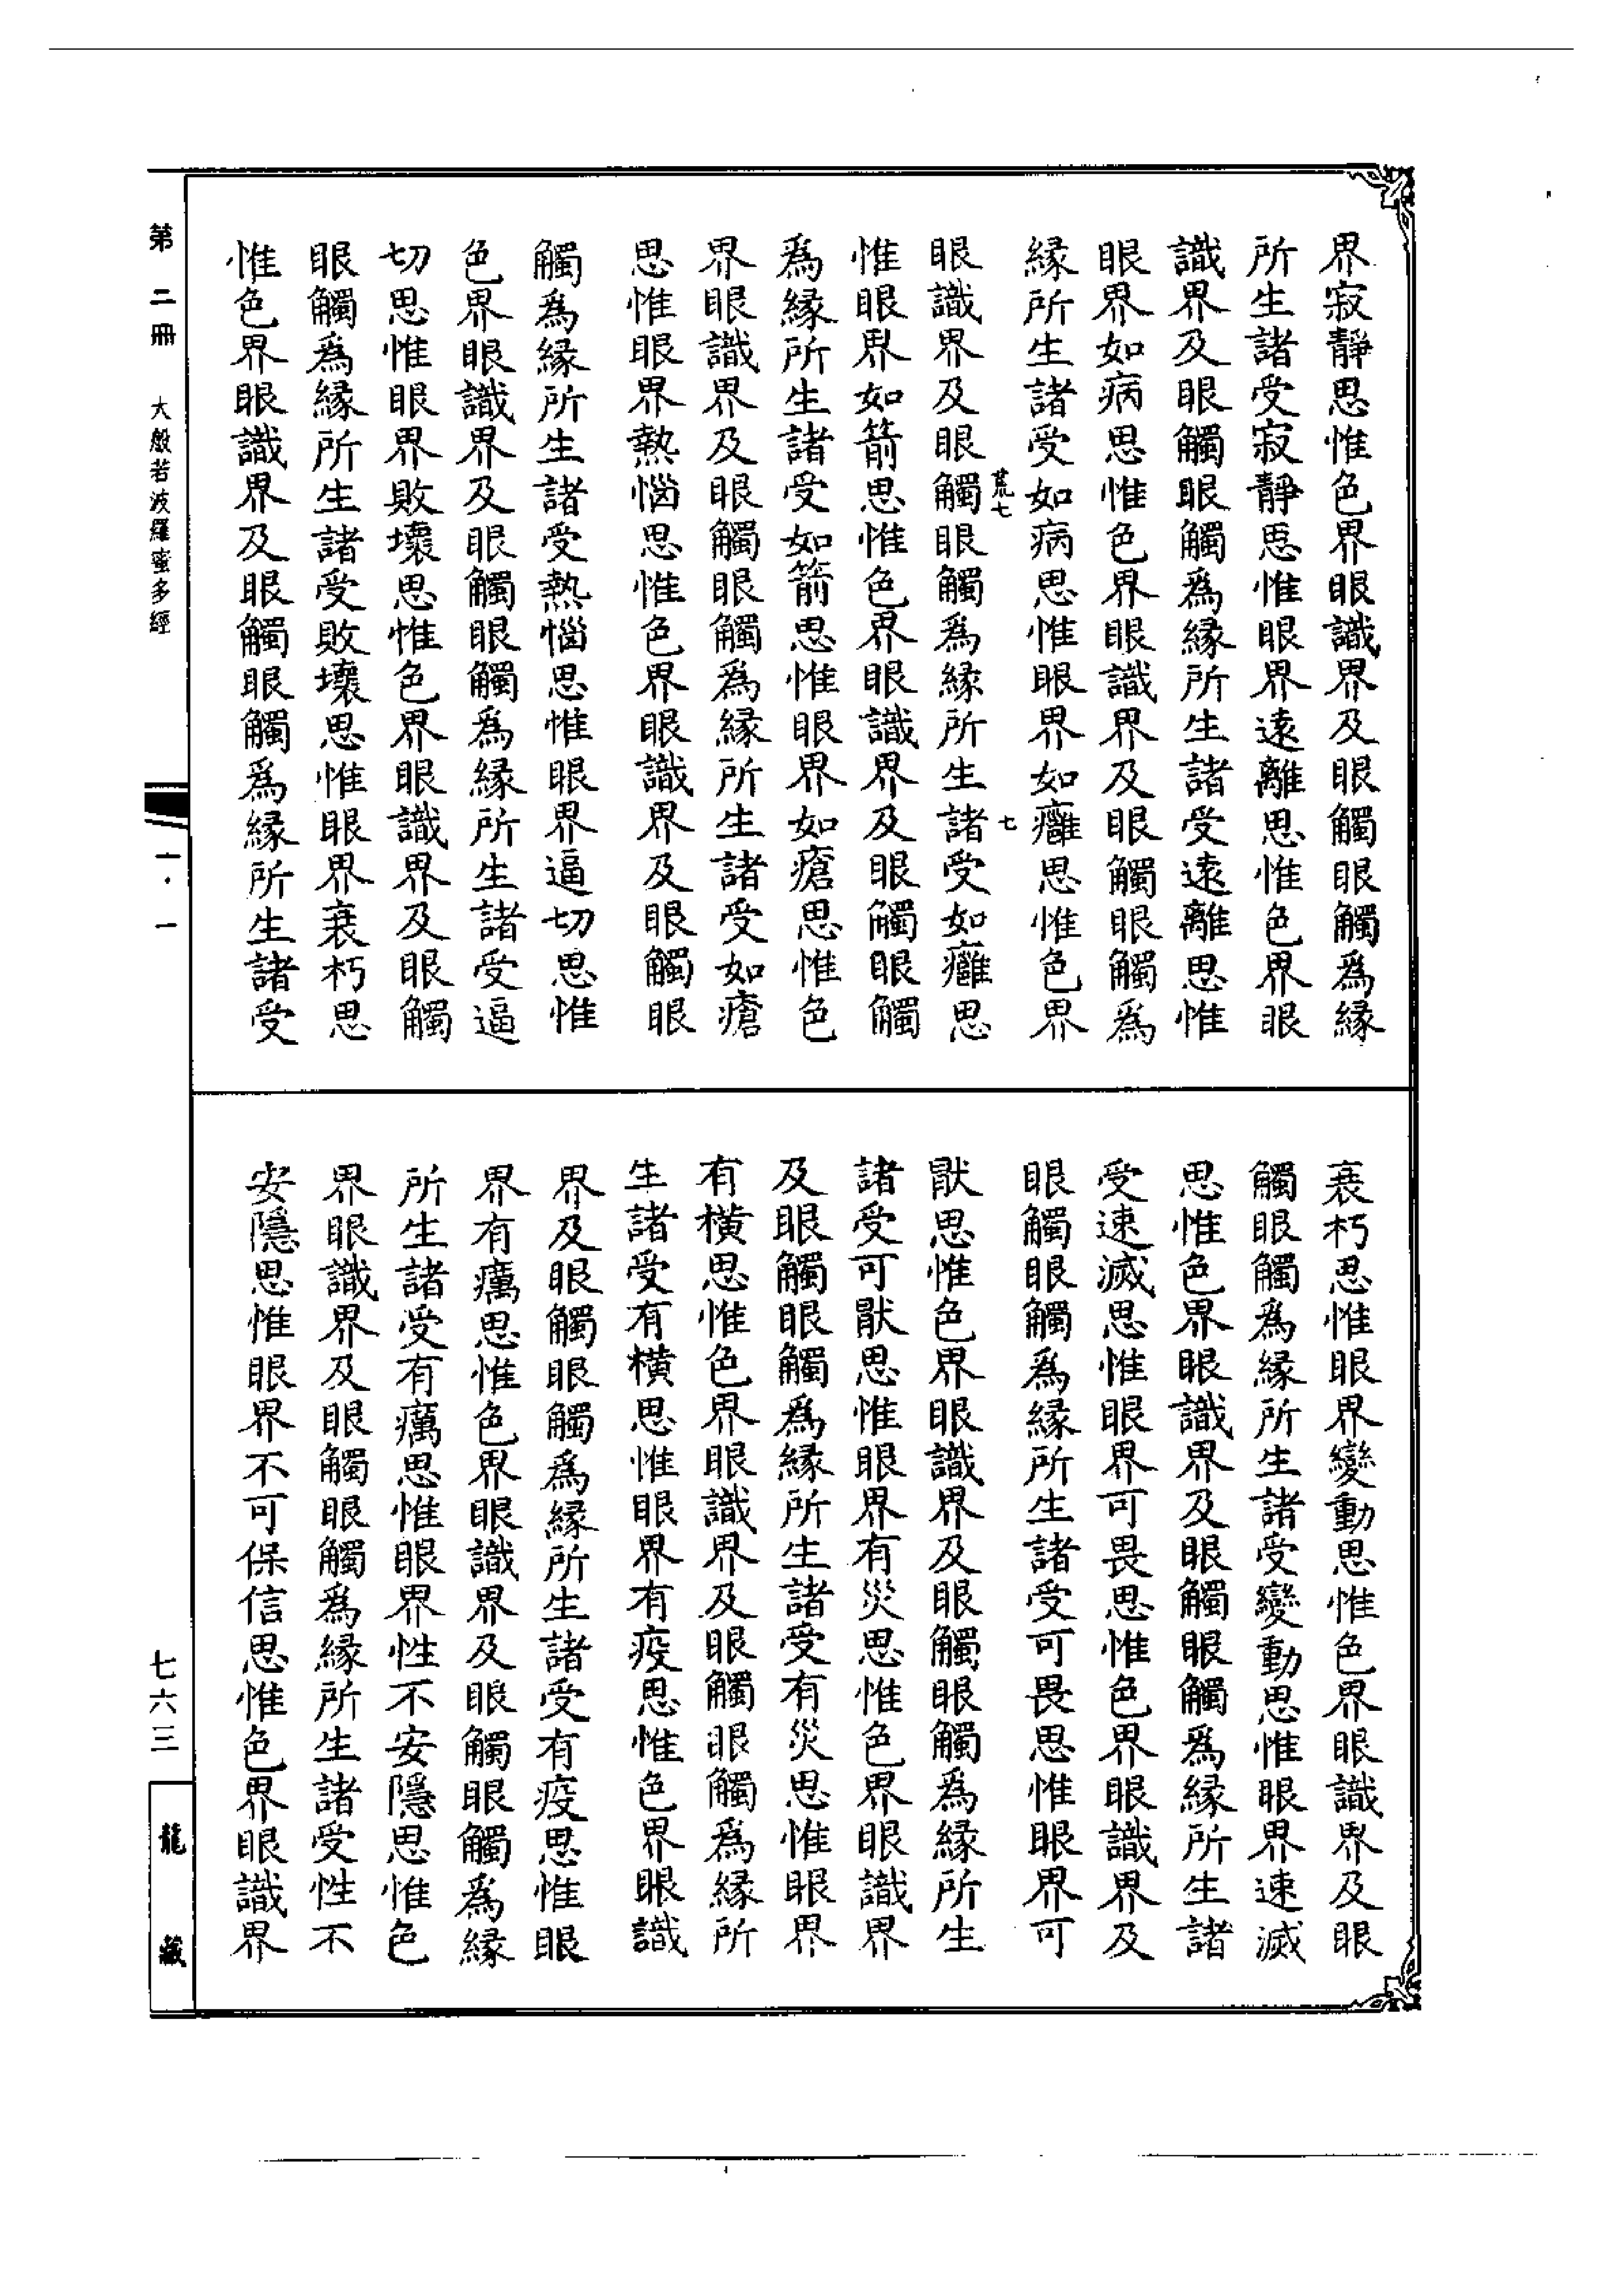 界寂靜思惟色界眼識界及眼觸眼觸為緣
所生諸受寂靜思惟眼界遠離思惟色界眼
識界及眼觸眼觸為緣所生諸受遠離思惟
眼界如病思惟色界眼識界及眼觸眼觸為
緣所生諸受如病思惟眼界如癰思惟色界
荒七
七
眼識界及眼觸眼觸為緣所生諸受如癰思
惟眼界如箭思惟色界眼識界及眼觸眼觸
為緣所生諸受如箭思惟眼界如瘡思惟色
界眼識界及眼觸眼觸為緣所生諸受如瘡
思惟眼界熱惱思惟色界眼識界及眼觸眼
觸為緣所生諸受熱惱思惟眼界逼切思惟
色界眼識界及眼觸眼觸為緣所生諸受逼
切思惟眼界敗壞思惟色界眼識界及眼觸
眼觸為緣所生諸受敗壞思惟眼界衰朽思
惟色界眼識界及眼觸眼觸為緣所生諸受
衰朽思惟眼界變動思惟色界眼識界及眼
觸眼觸為緣所生諸受變動思惟眼界速滅
思惟色界眼識界及眼觸眼觸為緣所生諸
受速滅思惟眼界可畏思惟色界眼識界及
眼觸眼觸為緣所生諸受可畏思惟眼界可
猒思惟色界眼識界及眼觸眼觸為緣所生
諸受可猒思惟眼界有災思惟色界眼識界
及眼觸眼觸為緣所生諸受有災思惟眼界
有橫思惟色界眼識界及眼觸眼觸為緣所
生諸受有橫思惟眼界有疫思惟色界眼識
界及眼觸眼觸為緣所生諸受有疫思惟眼
界有癘思惟色界眼識界及眼觸眼觸為緣
所生諸受有癘思惟眼界性不安隱思惟色
界眼識界及眼觸眼觸為緣所生諸受性不
安隱思惟眼界不可保信思惟色界眼識界
第二冊 大般若波羅蜜多經
一·一
七六三
龍藏